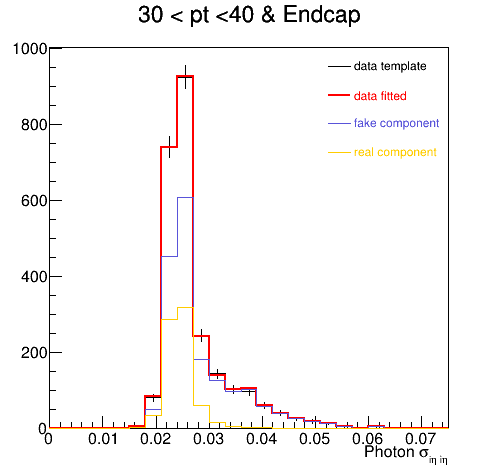 30 < pt <40 & Endcap
1000
data template
data fitted
fake component
real component
800
600
400
200
0
0 0.01 0.02 0.03 0.04 0.05 0.06 0.07
Photon σiη iη